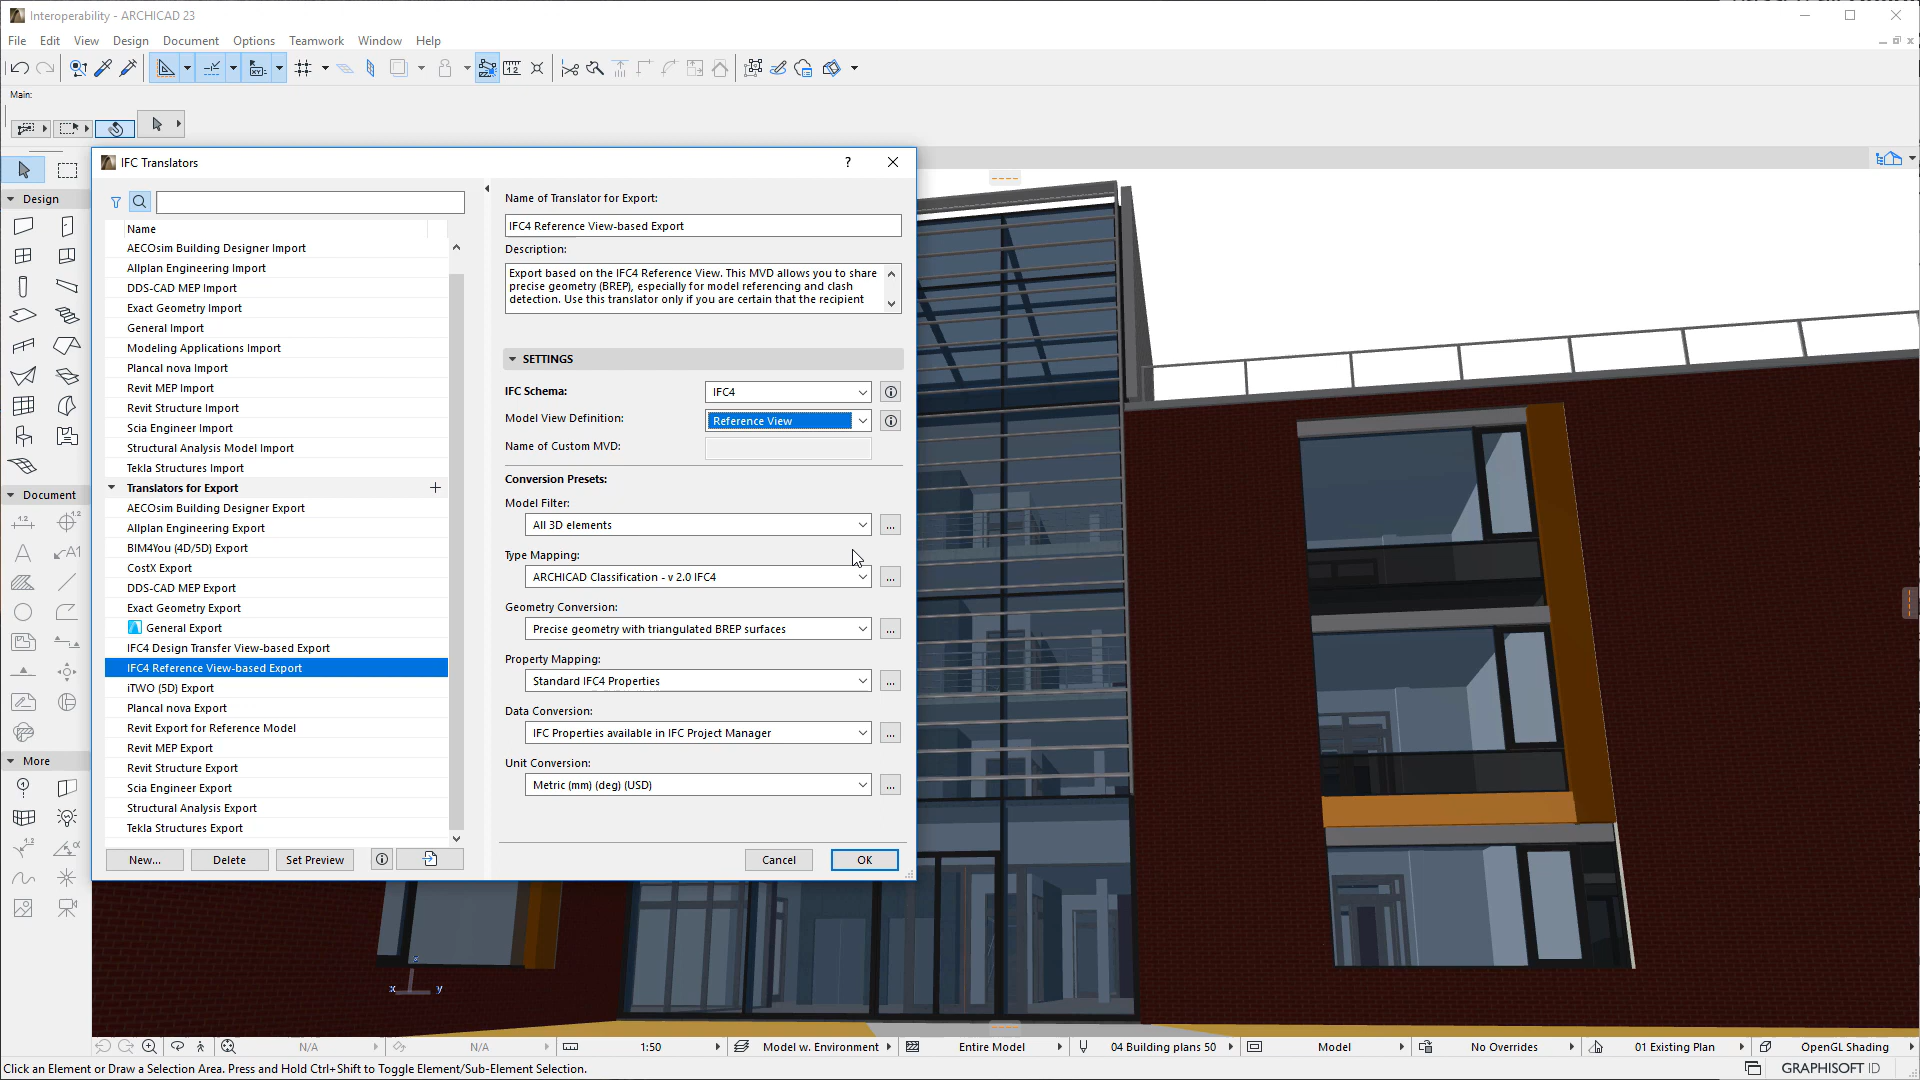 Interoperability - ARCHICAD 23
File Edit View Design Document Options Teamwork Window Help
Main:
IFC Translators
?
Design
Document
More
Name
AECOsim Building Designer Import
Allplan Engineering Import
DDS-CAD MEP Import
Exact Geometry Import
General Import
Modeling Applications Import
Plancal nova Import
Revit MEP Import
Revit Structure Import
Scia Engineer Import
Structural Analysis Model Import
Tekla Structures Import
Translators for Export
AECOsim Building Designer Export
Allplan Engineering Export
BIM4You (4D/5D) Export
CostX Export
DDS-CAD MEP Export
Exact Geometry Export
General Export
IFC4 Design Transfer View-based Export
IFC4 Reference View-based Export
iTWO (5D) Export
Plancal nova Export
Revit Export for Reference Model
Revit MEP Export
Revit Structure Export
Scia Engineer Export
Structural Analysis Export
Tekla Structures Export
New... Delete Set Preview
Name of Translator for Export:
IFC4 Reference View-based Export
Description:
Export based on the IFC4 Reference View. This MVD allows you to share
precise geometry (BREP), especially for model referencing and clash
detection. Use this translator only if you are certain that the recipient
SETTINGS
IFC Schema: IFC4
Model View Definition: Reference View
Name of Custom MVD:
Conversion Presets:
Model Filter:
All 3D elements ...
Type Mapping:
ARCHICAD Classification - v 2.0 IFC4 ...
Geometry Conversion:
Precise geometry with triangulated BREP surfaces ...
Property Mapping:
Standard IFC4 Properties ...
Data Conversion:
IFC Properties available in IFC Project Manager ...
Unit Conversion:
Metric (mm) (deg) (USD) ...
Cancel OK
x y
N/A N/A 1:50 Model w. Environment Entire Model 04 Building plans 50 Model No Overrides 01 Existing Plan OpenGL Shading
Click an Element or Draw a Selection Area. Press and Hold Ctrl+Shift to Toggle Element/Sub-Element Selection.
GRAPHISOFT ID